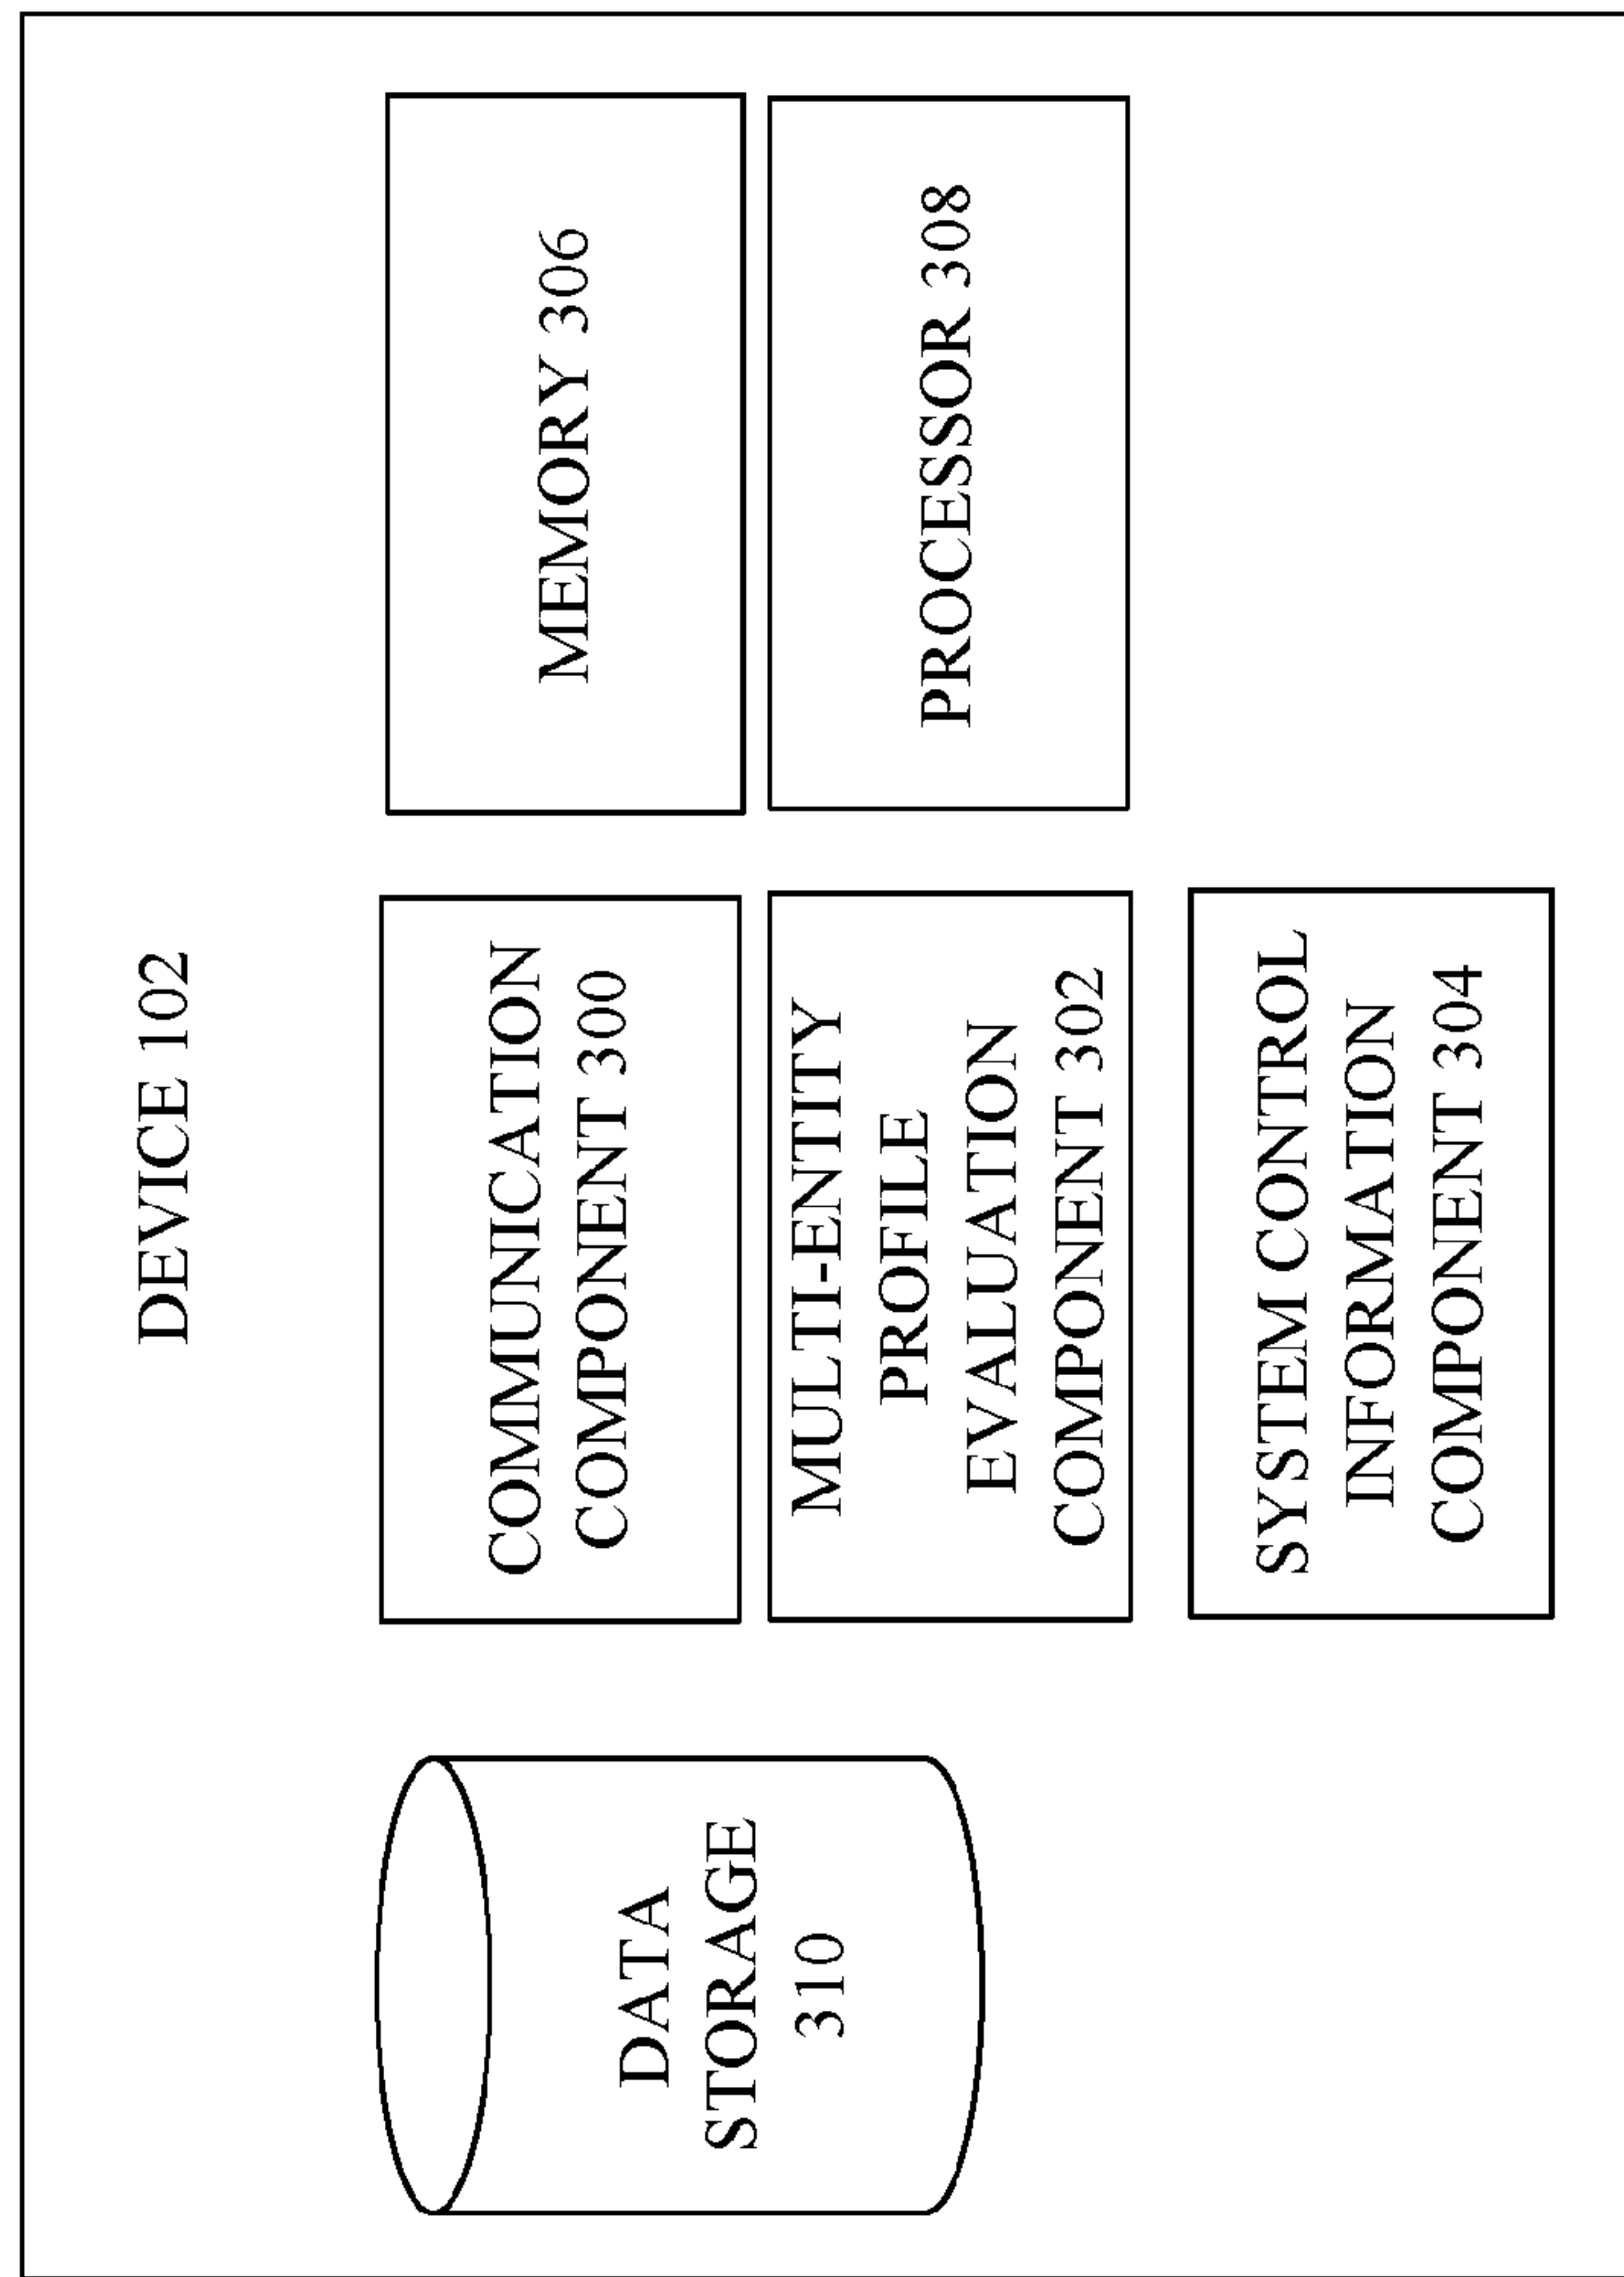 DEVICE 102
DATA
STORAGE
310
COMMUNICATION
COMPONENT 300
MULTI-ENTITY
PROFILE
EVALUATION
COMPONENT 302
SYSTEM CONTROL
INFORMATION
COMPONENT 304
MEMORY 306
PROCESSOR 308